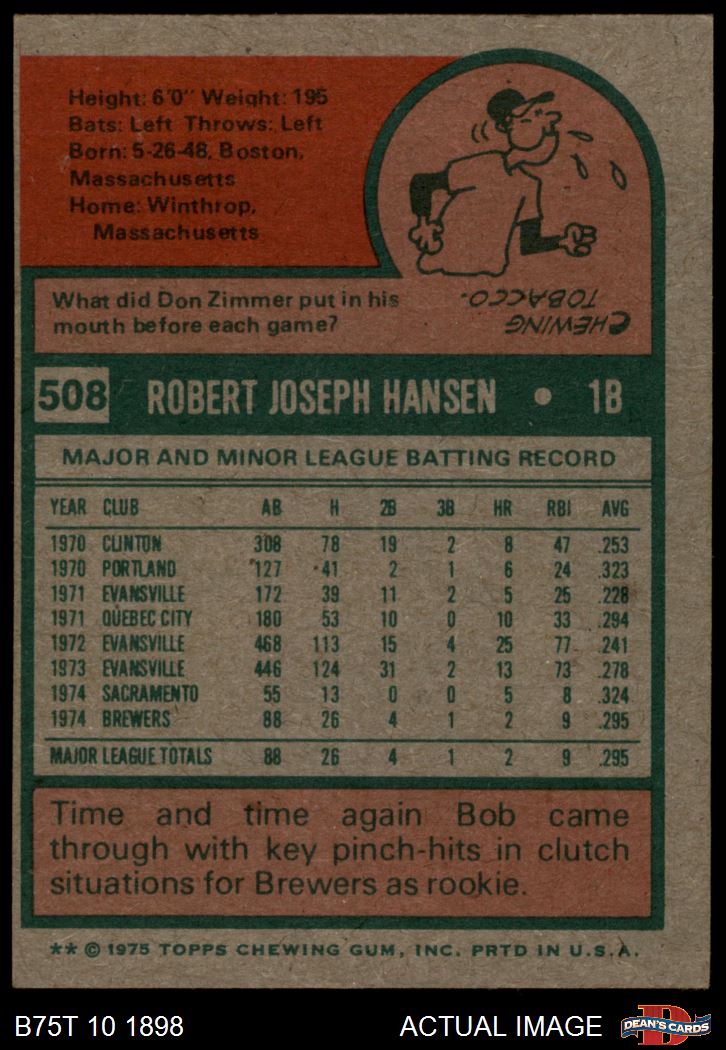 Height: 6'0" Weight: 195
Bats: Left Throws: Left
Born: 5-26-48, Boston,
Massachusetts
Home: Winthrop,
Massachusetts
What did Don Zimmer put in his
mouth before each game?
CHEWING
TOBACCO.
508 ROBERT JOSEPH HANSEN • 1B
MAJOR AND MINOR LEAGUE BATTING RECORD
YEAR CLUB AB H 2B 3B HR RBI AVG
1970 CLINTON 308 78 19 2 8 47 .253
1970 PORTLAND 127 41 2 1 6 24 .323
1971 EVANSVILLE 172 39 11 2 5 25 .228
1971 QUEBEC CITY 180 53 10 0 10 33 .294
1972 EVANSVILLE 468 113 15 4 25 77 .241
1973 EVANSVILLE 446 124 31 2 13 73 .278
1974 SACRAMENTO 55 13 0 0 5 8 .324
1974 BREWERS 88 26 4 1 2 9 .295
MAJOR LEAGUE TOTALS 88 26 4 1 2 9 .295
Time and time again Bob came
through with key pinch-hits in clutch
situations for Brewers as rookie.
** © 1975 TOPPS CHEWING GUM, INC. PRTD IN U.S.A.
B75T 10 1898 ACTUAL IMAGE D DEAN'S CARDS